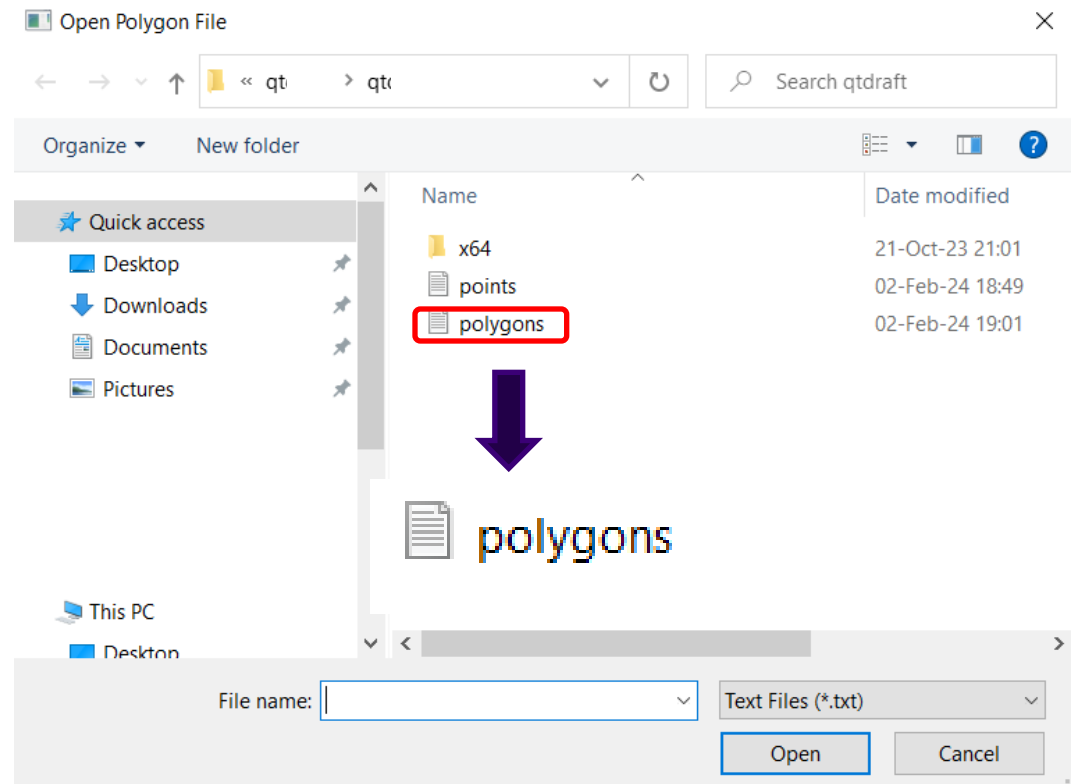 Open Polygon File
« qt > qt
Search qtdraft
Organize
New folder
?
Name
Date modified
Quick access
Desktop
Downloads
Documents
Pictures
x64
21-Oct-23 21:01
points
02-Feb-24 18:49
polygons
02-Feb-24 19:01
polygons
This PC
Desktop
File name:
Text Files (*.txt)
Open
Cancel